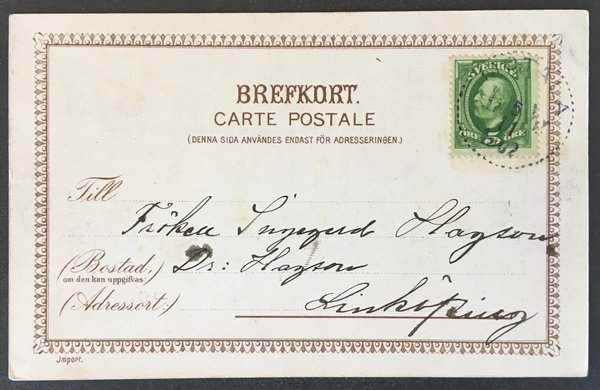 BREFKORT.
CARTE POSTALE
(DENNA SIDA ANVÄNDES ENDAST FÖR ADRESSERINGEN.)
SVERIGE
ÖRE 5 ÖRE
Till
Fröken Ingegerd Hagson
(Bostad,)
om den kan uppgifvas:
Dr: Hagson
(Adressort:)
Linköping
Import.